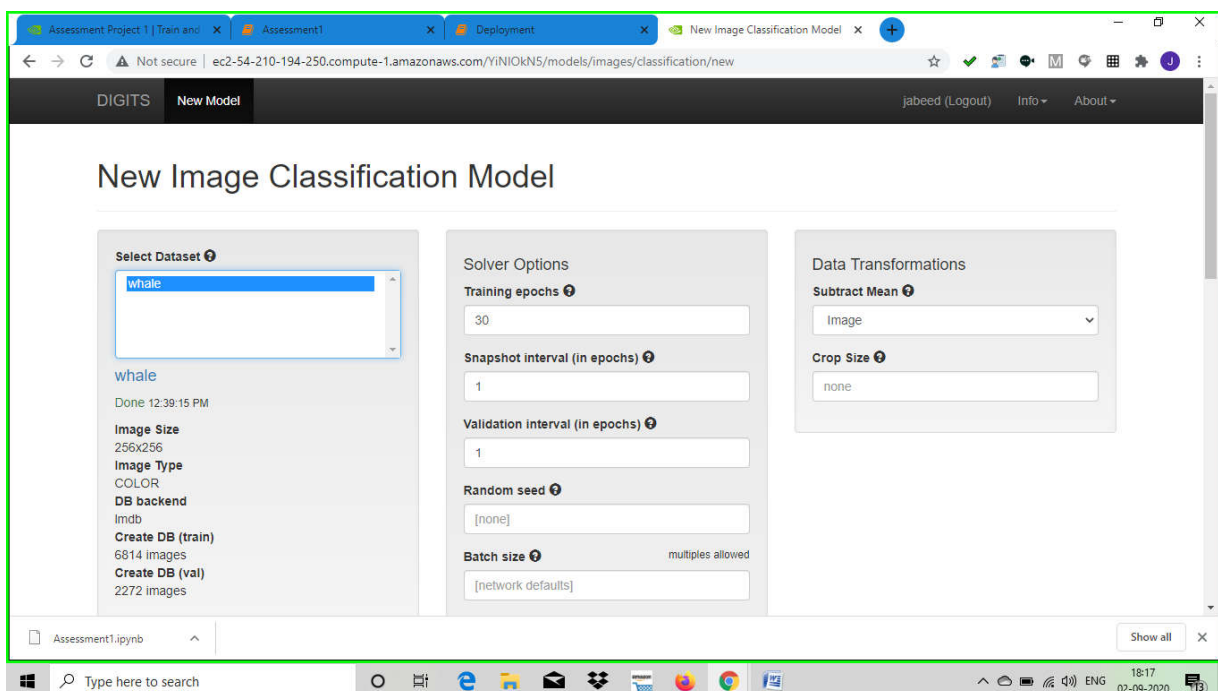 Assessment Project 1 | Train and
Assessment1
Deployment
New Image Classification Model
Not secure | ec2-54-210-194-250.compute-1.amazonaws.com/YiNIOkN5/models/images/classification/new
M
J
DIGITS New Model jabeed (Logout) Info About
New Image Classification Model
Select Dataset
whale
whale
Done 12:39:15 PM
Image Size
256x256
Image Type
COLOR
DB backend
lmdb
Create DB (train)
6814 images
Create DB (val)
2272 images
Solver Options
Training epochs
30
Snapshot interval (in epochs)
1
Validation interval (in epochs)
1
Random seed
[none]
Batch size multiples allowed
[network defaults]
Data Transformations
Subtract Mean
Image
Crop Size
none
Assessment1.ipynb
Show all
Type here to search
ENG
18:17
02-09-2020
13